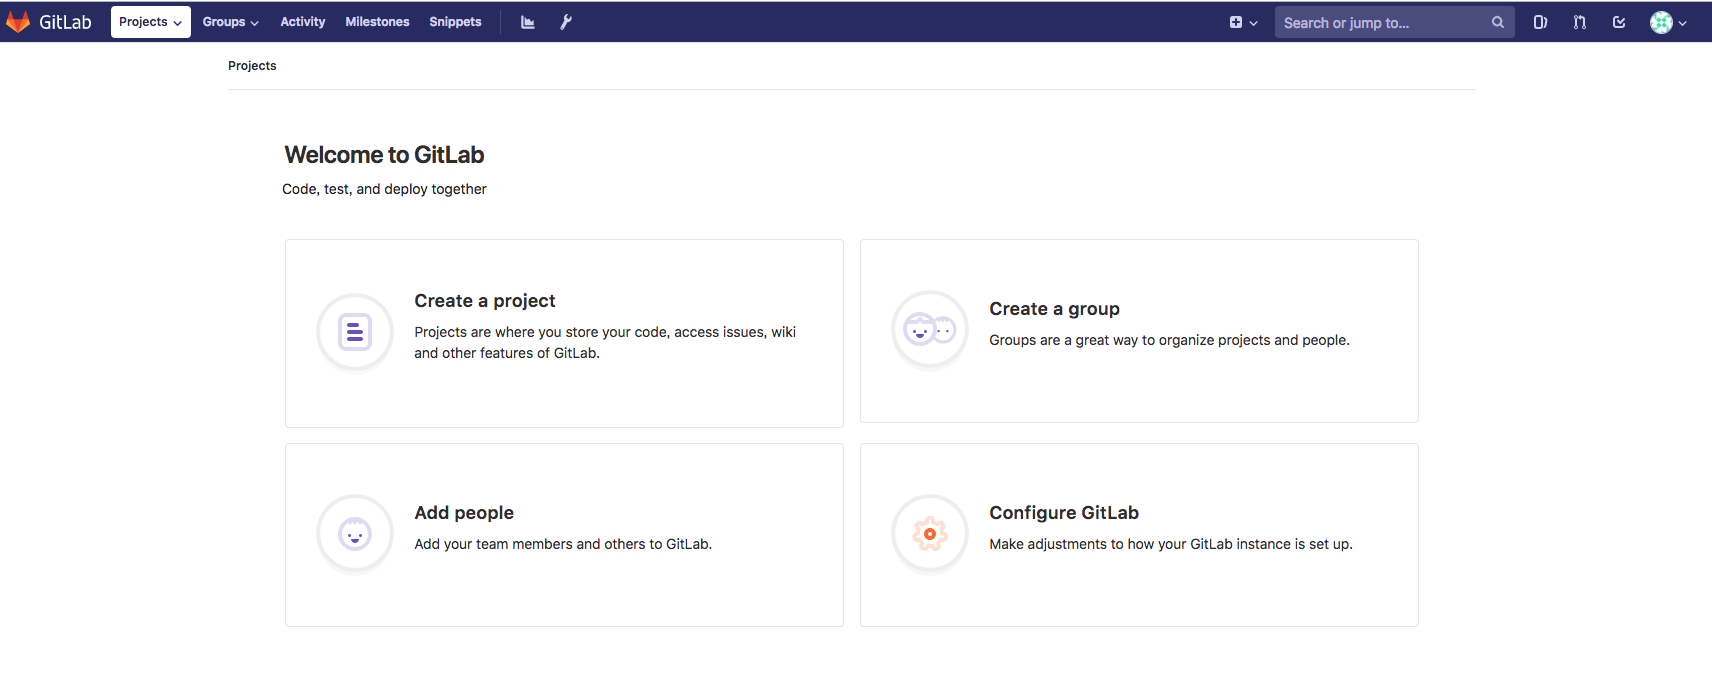 GitLab Projects Groups Activity Milestones Snippets Search or jump to...
Projects
Welcome to GitLab
Code, test, and deploy together
Create a project
Projects are where you store your code, access issues, wiki
and other features of GitLab.
Create a group
Groups are a great way to organize projects and people.
Add people
Add your team members and others to GitLab.
Configure GitLab
Make adjustments to how your GitLab instance is set up.